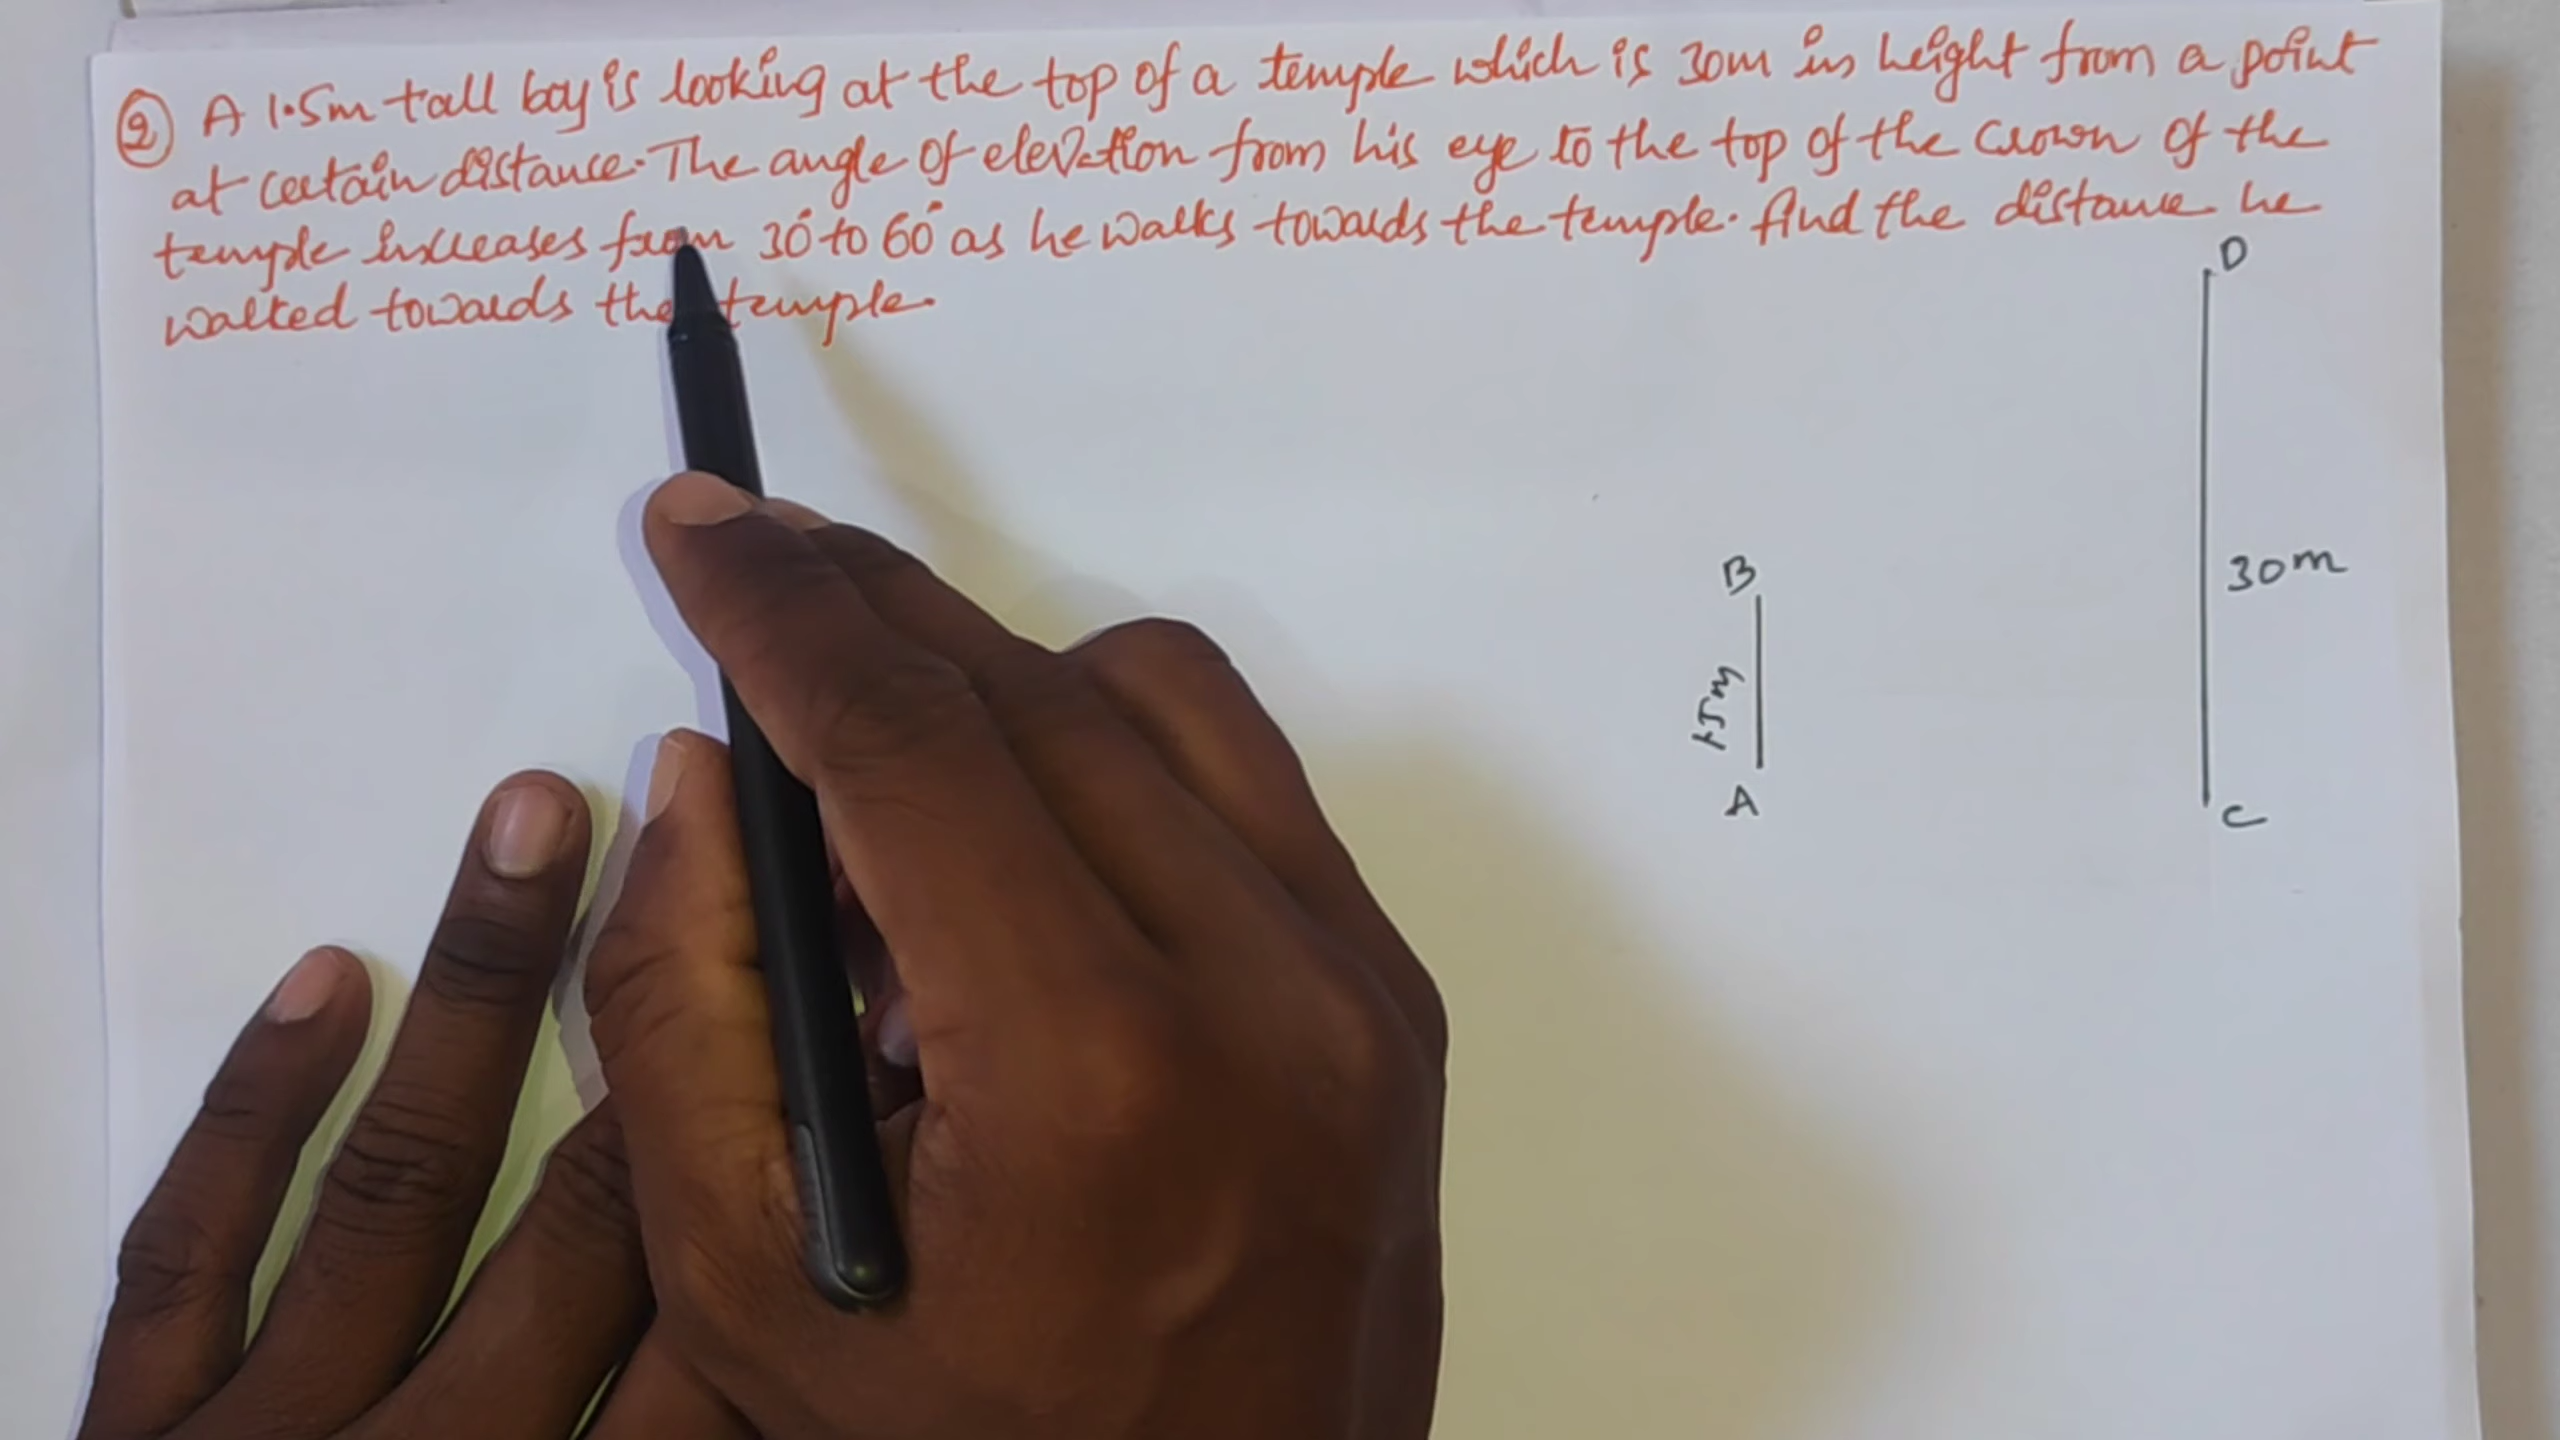 ② A 1.5m tall boy is looking at the top of a temple which is 30m in height from a point
at certain distance. The angle of elevation from his eye to the top of the crown of the
temple increases from 30° to 60° as he walks towards the temple. find the distance he
walked towards the temple.
D
B
30m
1.5m
A
C